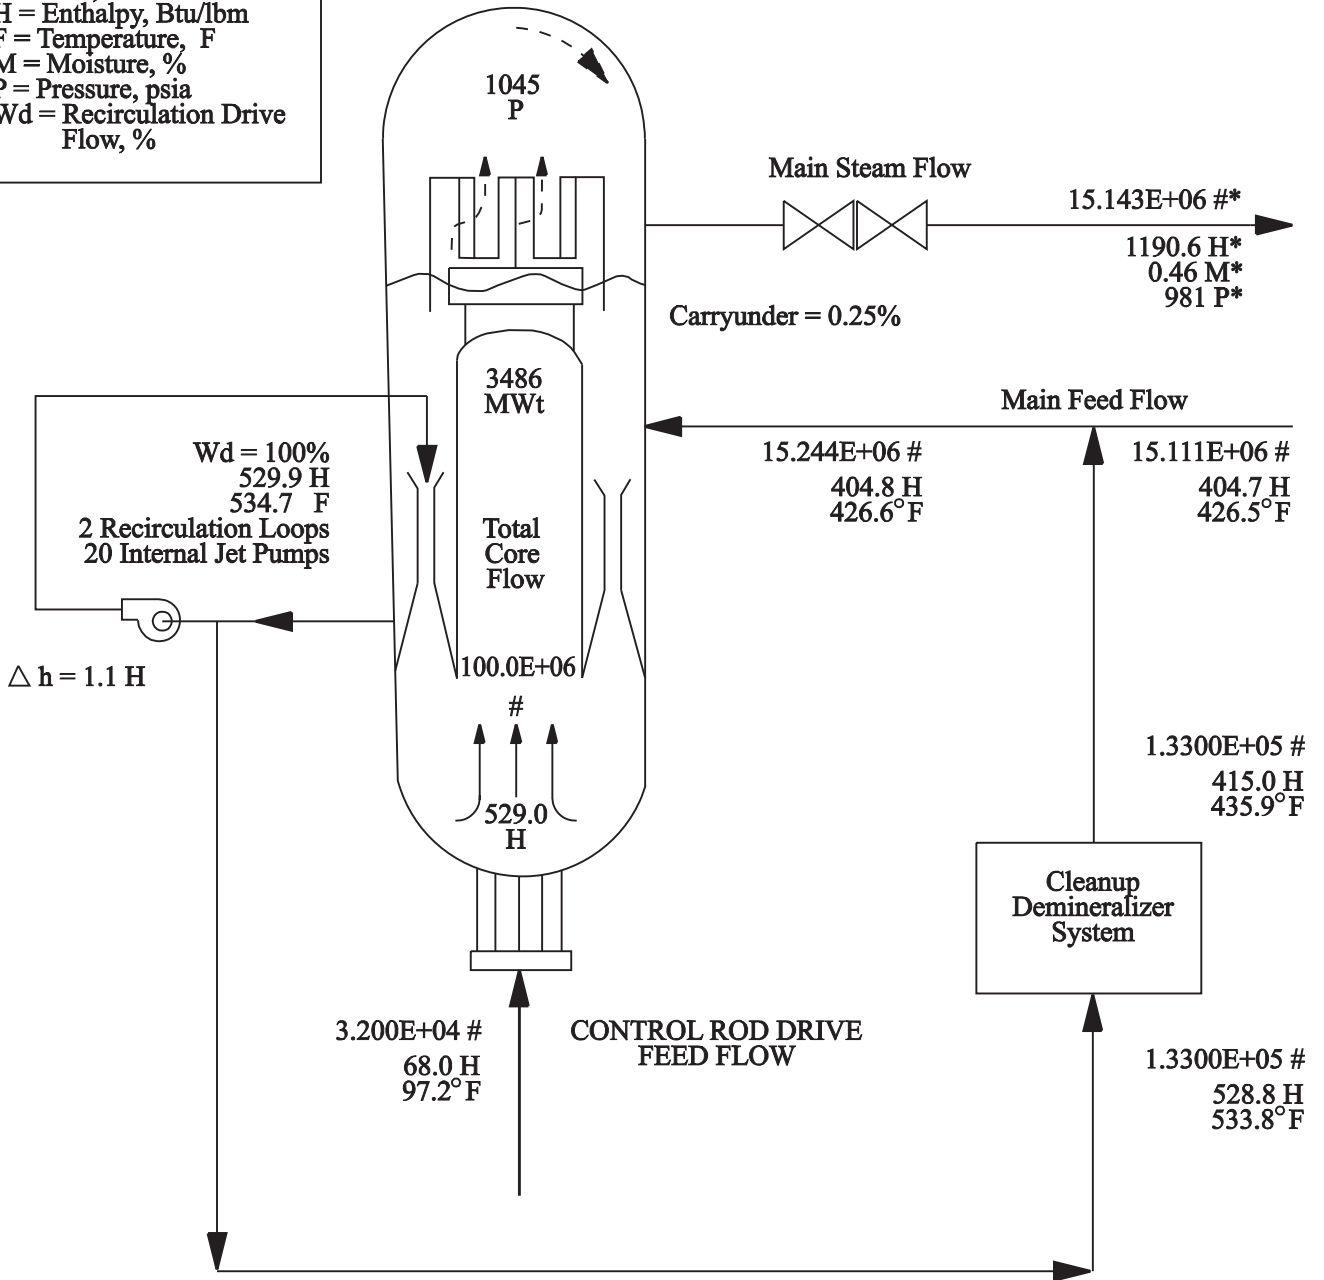 H = Enthalpy, Btu/lbm
F = Temperature, F
M = Moisture, %
P = Pressure, psia
Wd = Recirculation Drive
Flow, %
1045
P
Main Steam Flow
15.143E+06 #*
1190.6 H*
0.46 M*
981 P*
Carryunder = 0.25%
3486
MWt
Main Feed Flow
15.244E+06 #
404.8 H
426.6°F
15.111E+06 #
404.7 H
426.5°F
Wd = 100%
529.9 H
534.7 F
2 Recirculation Loops
20 Internal Jet Pumps
Total
Core
Flow
△ h = 1.1 H
100.0E+06
#
1.3300E+05 #
415.0 H
435.9°F
529.0
H
Cleanup
Demineralizer
System
3.200E+04 #
68.0 H
97.2°F
CONTROL ROD DRIVE
FEED FLOW
1.3300E+05 #
528.8 H
533.8°F